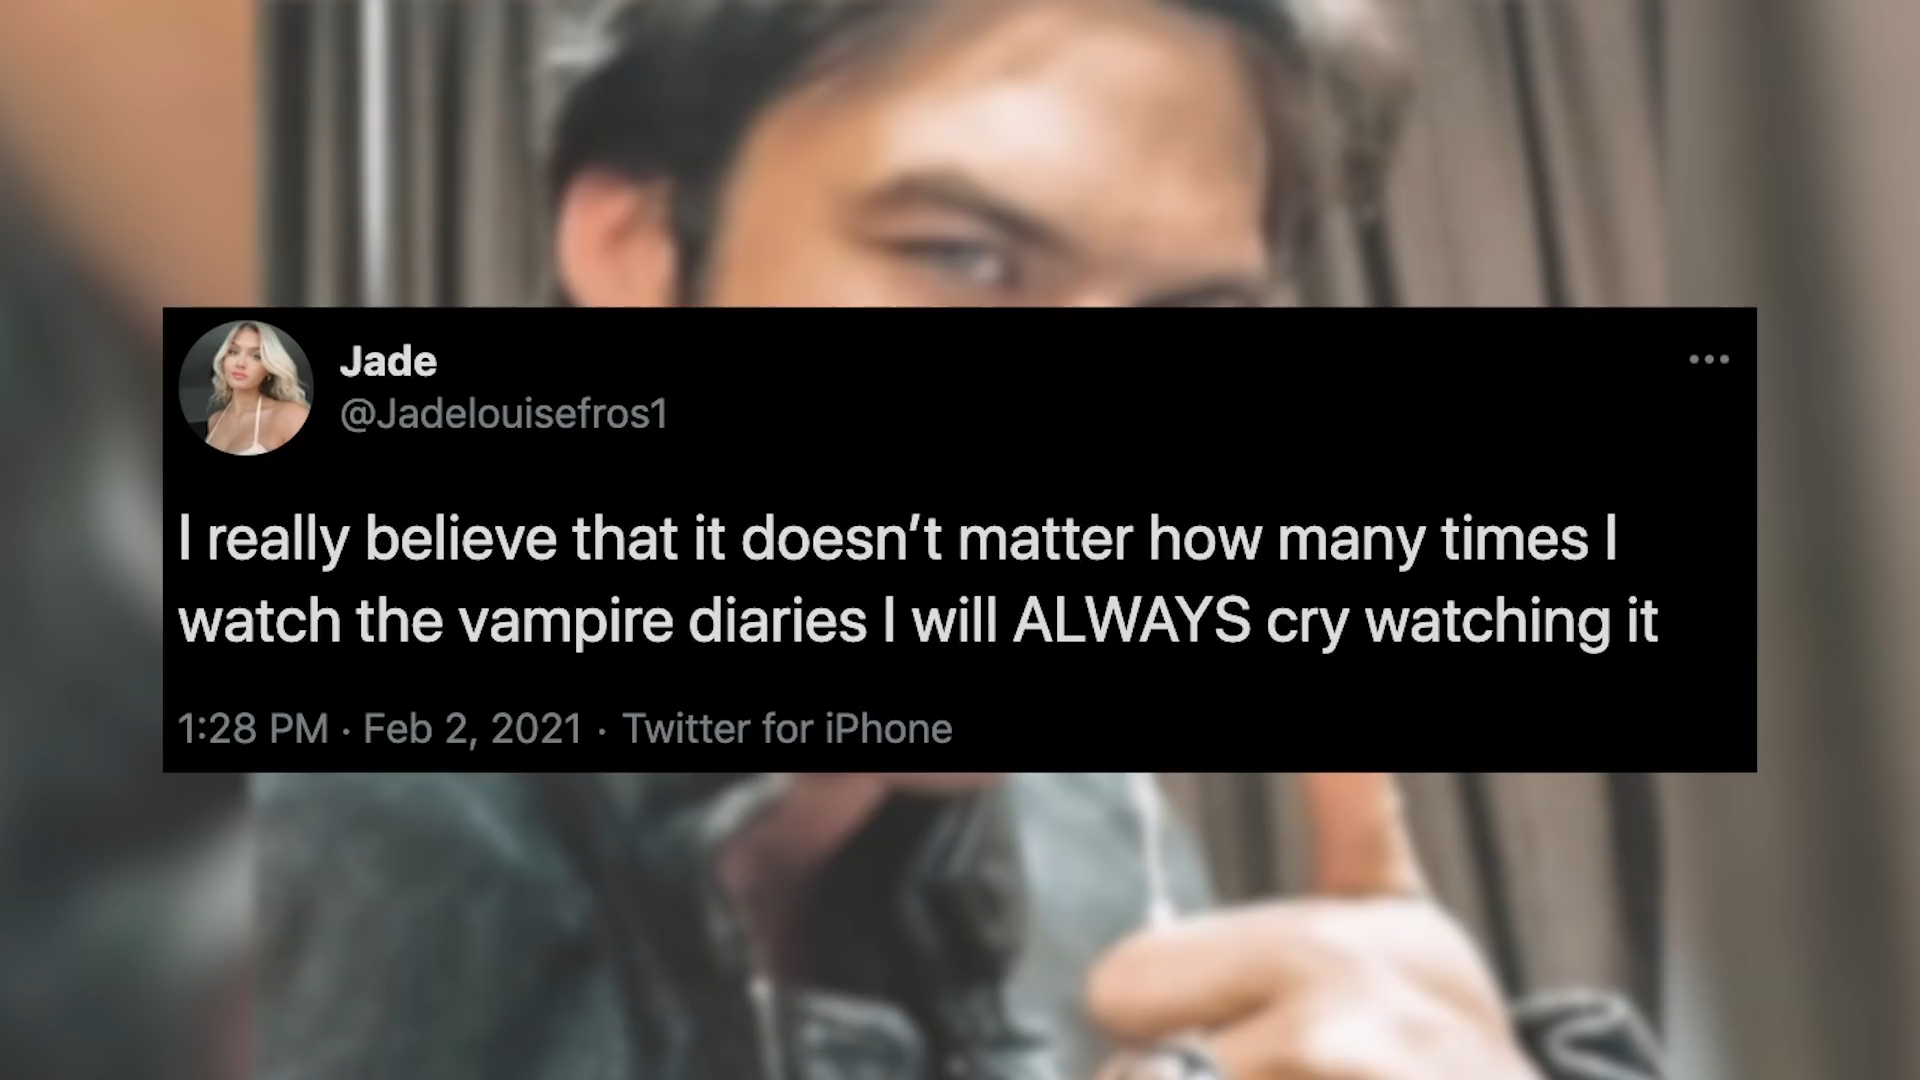 Jade
@Jadelouisefros1
I really believe that it doesn’t matter how many times I
watch the vampire diaries I will ALWAYS cry watching it
1:28 PM · Feb 2, 2021 · Twitter for iPhone